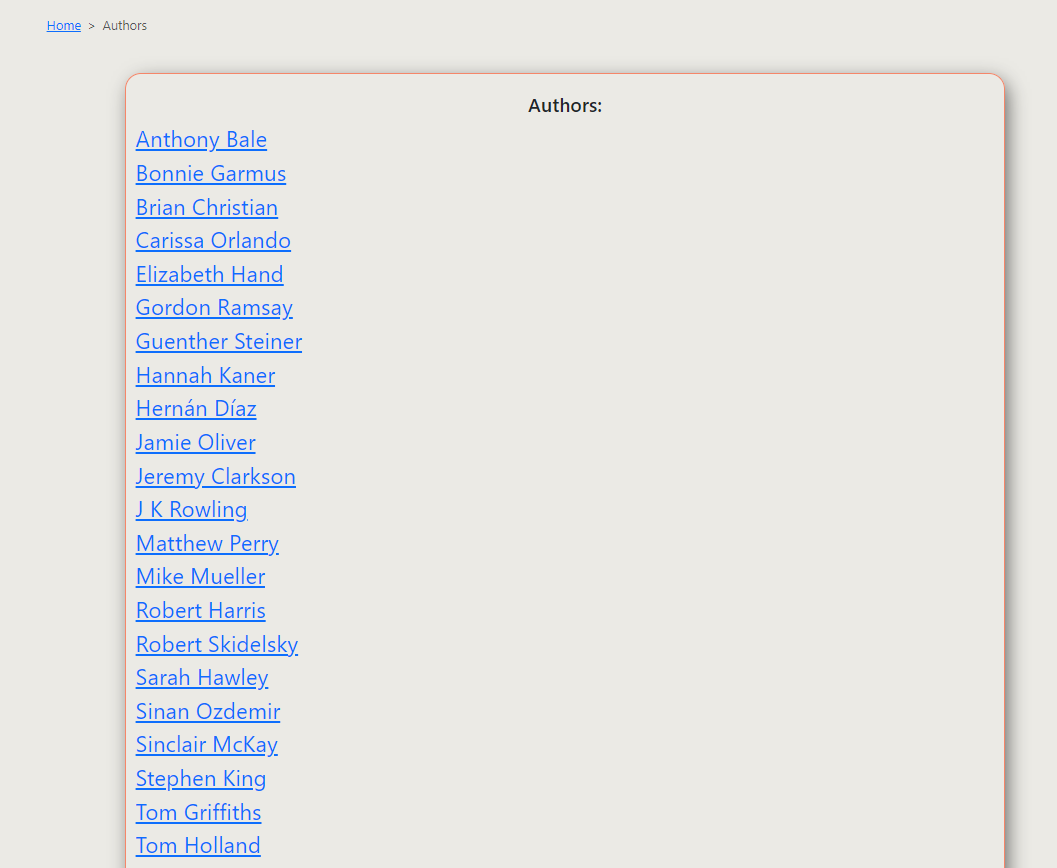 Home > Authors
Authors:
Anthony Bale
Bonnie Garmus
Brian Christian
Carissa Orlando
Elizabeth Hand
Gordon Ramsay
Guenther Steiner
Hannah Kaner
Hernán Díaz
Jamie Oliver
Jeremy Clarkson
J K Rowling
Matthew Perry
Mike Mueller
Robert Harris
Robert Skidelsky
Sarah Hawley
Sinan Ozdemir
Sinclair McKay
Stephen King
Tom Griffiths
Tom Holland